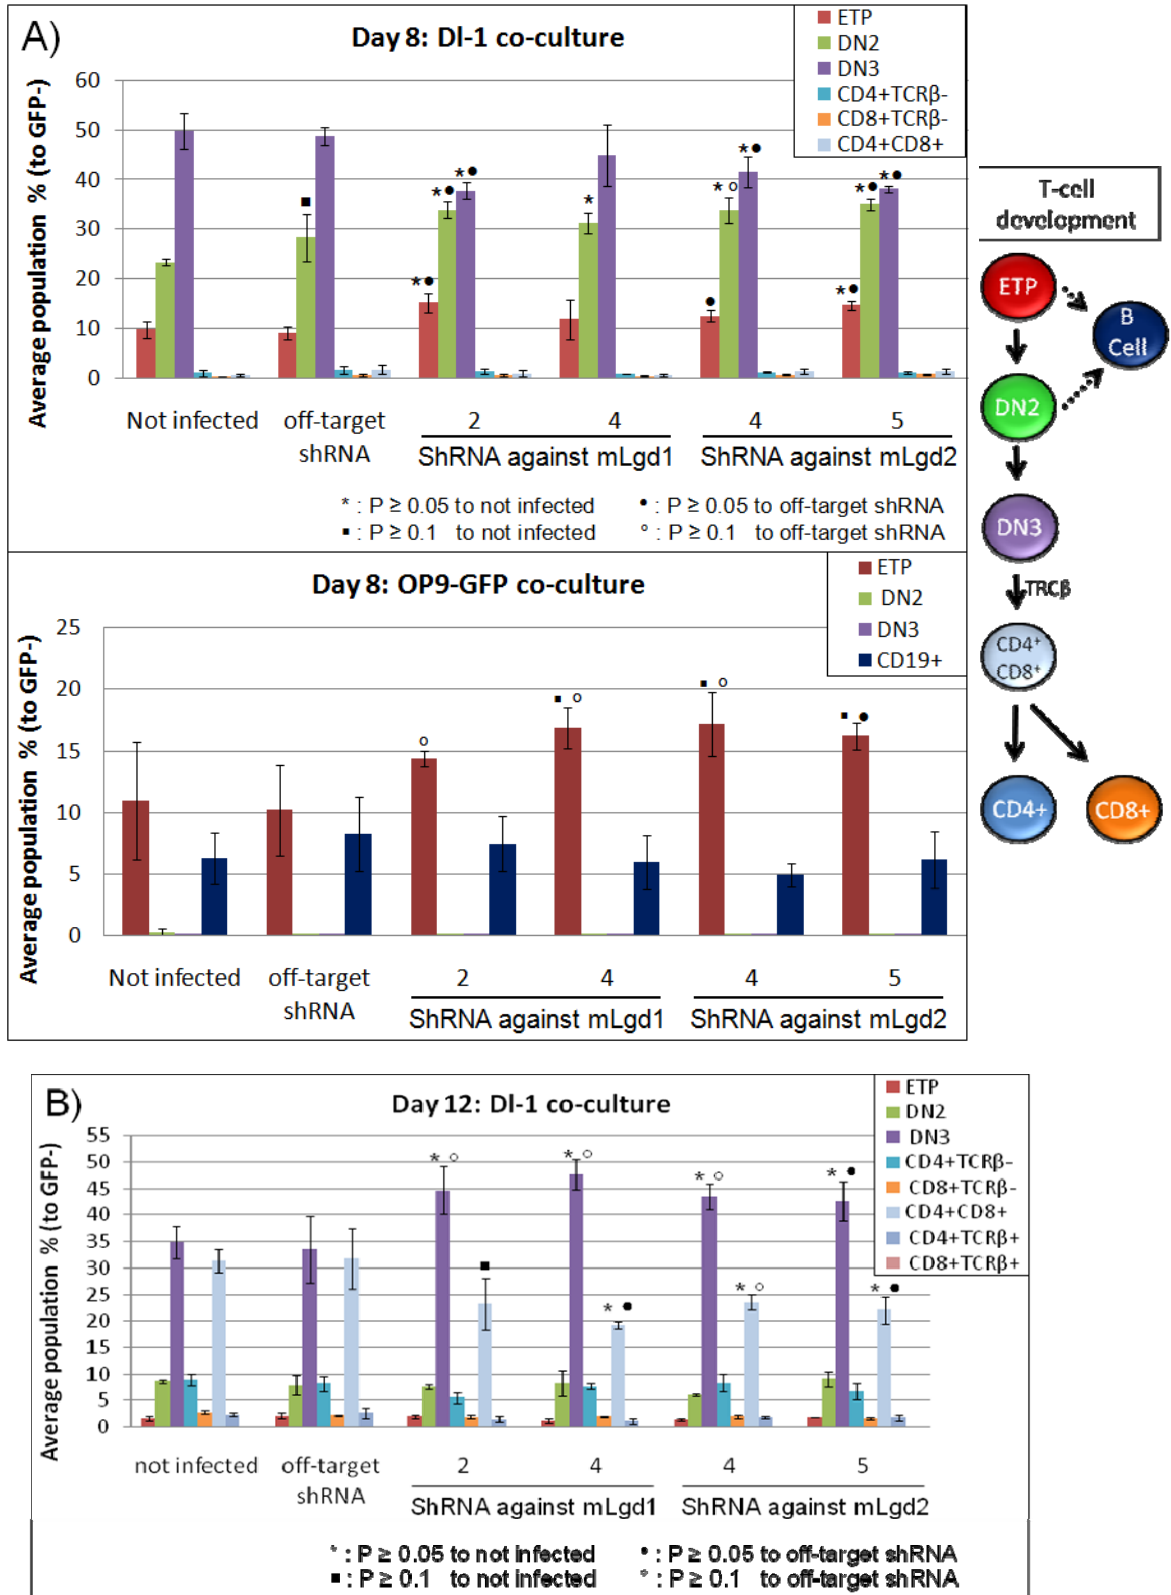 A)
Day 8: Dl-1 co-culture
ETP
DN2
DN3
CD4+TCRβ-
CD8+TCRβ-
CD4+CD8+
Average population % (to GFP-)
60
50
40
30
20
10
0
■
*● *●
*●
*
*○ *●
●
*● *●
*●
Not infected
off-target
shRNA
2 4 4 5
ShRNA against mLgd1 ShRNA against mLgd2
* : P ≥ 0.05 to not infected ● : P ≥ 0.05 to off-target shRNA
■ : P ≥ 0.1 to not infected ○ : P ≥ 0.1 to off-target shRNA
Day 8: OP9-GFP co-culture
ETP
DN2
DN3
CD19+
Average population % (to GFP-)
25
20
15
10
5
0
○
■ ○
■ ○
■ ●
Not infected
off-target
shRNA
2 4 4 5
ShRNA against mLgd1 ShRNA against mLgd2
T-cell
development
ETP
B
Cell
DN2
DN3
TRCβ
CD4+
CD8+
CD4+ CD8+
B)
Day 12: Dl-1 co-culture
ETP
DN2
DN3
CD4+TCRβ-
CD8+TCRβ-
CD4+CD8+
CD4+TCRβ+
CD8+TCRβ+
Average population % (to GFP-)
55
50
45
40
35
30
25
20
15
10
5
0
* ○
■
* ○
* ●
* ○
* ○
* ●
* ●
not infected
off-target
shRNA
2 4 4 5
ShRNA against mLgd1 ShRNA against mLgd2
* : P ≥ 0.05 to not infected ● : P ≥ 0.05 to off-target shRNA
■ : P ≥ 0.1 to not infected ○ : P ≥ 0.1 to off-target shRNA